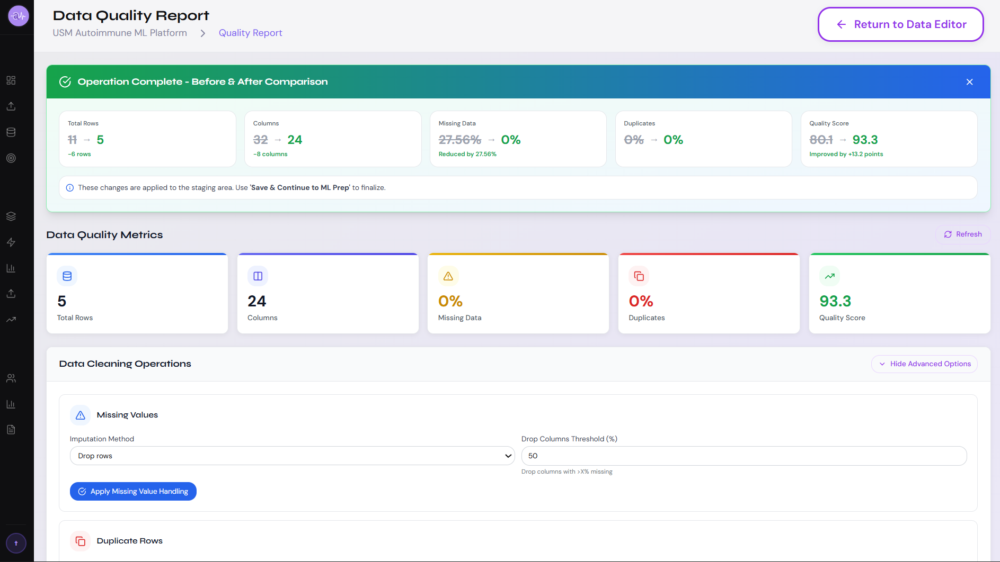 Data Quality Report
USM Autoimmune ML Platform > Quality Report
← Return to Data Editor
Operation Complete - Before & After Comparison
Total Rows
11 → 5
-6 rows
Columns
32 → 24
-8 columns
Missing Data
27.56% → 0%
Reduced by 27.56%
Duplicates
0% → 0%
Quality Score
80.1 → 93.3
Improved by +13.2 points
These changes are applied to the staging area. Use 'Save & Continue to ML Prep' to finalize.
Data Quality Metrics
Refresh
5
Total Rows
24
Columns
0%
Missing Data
0%
Duplicates
93.3
Quality Score
Data Cleaning Operations
Hide Advanced Options
Missing Values
Imputation Method
Drop rows
Drop Columns Threshold (%)
50
Drop columns with >X% missing
Apply Missing Value Handling
Duplicate Rows
t